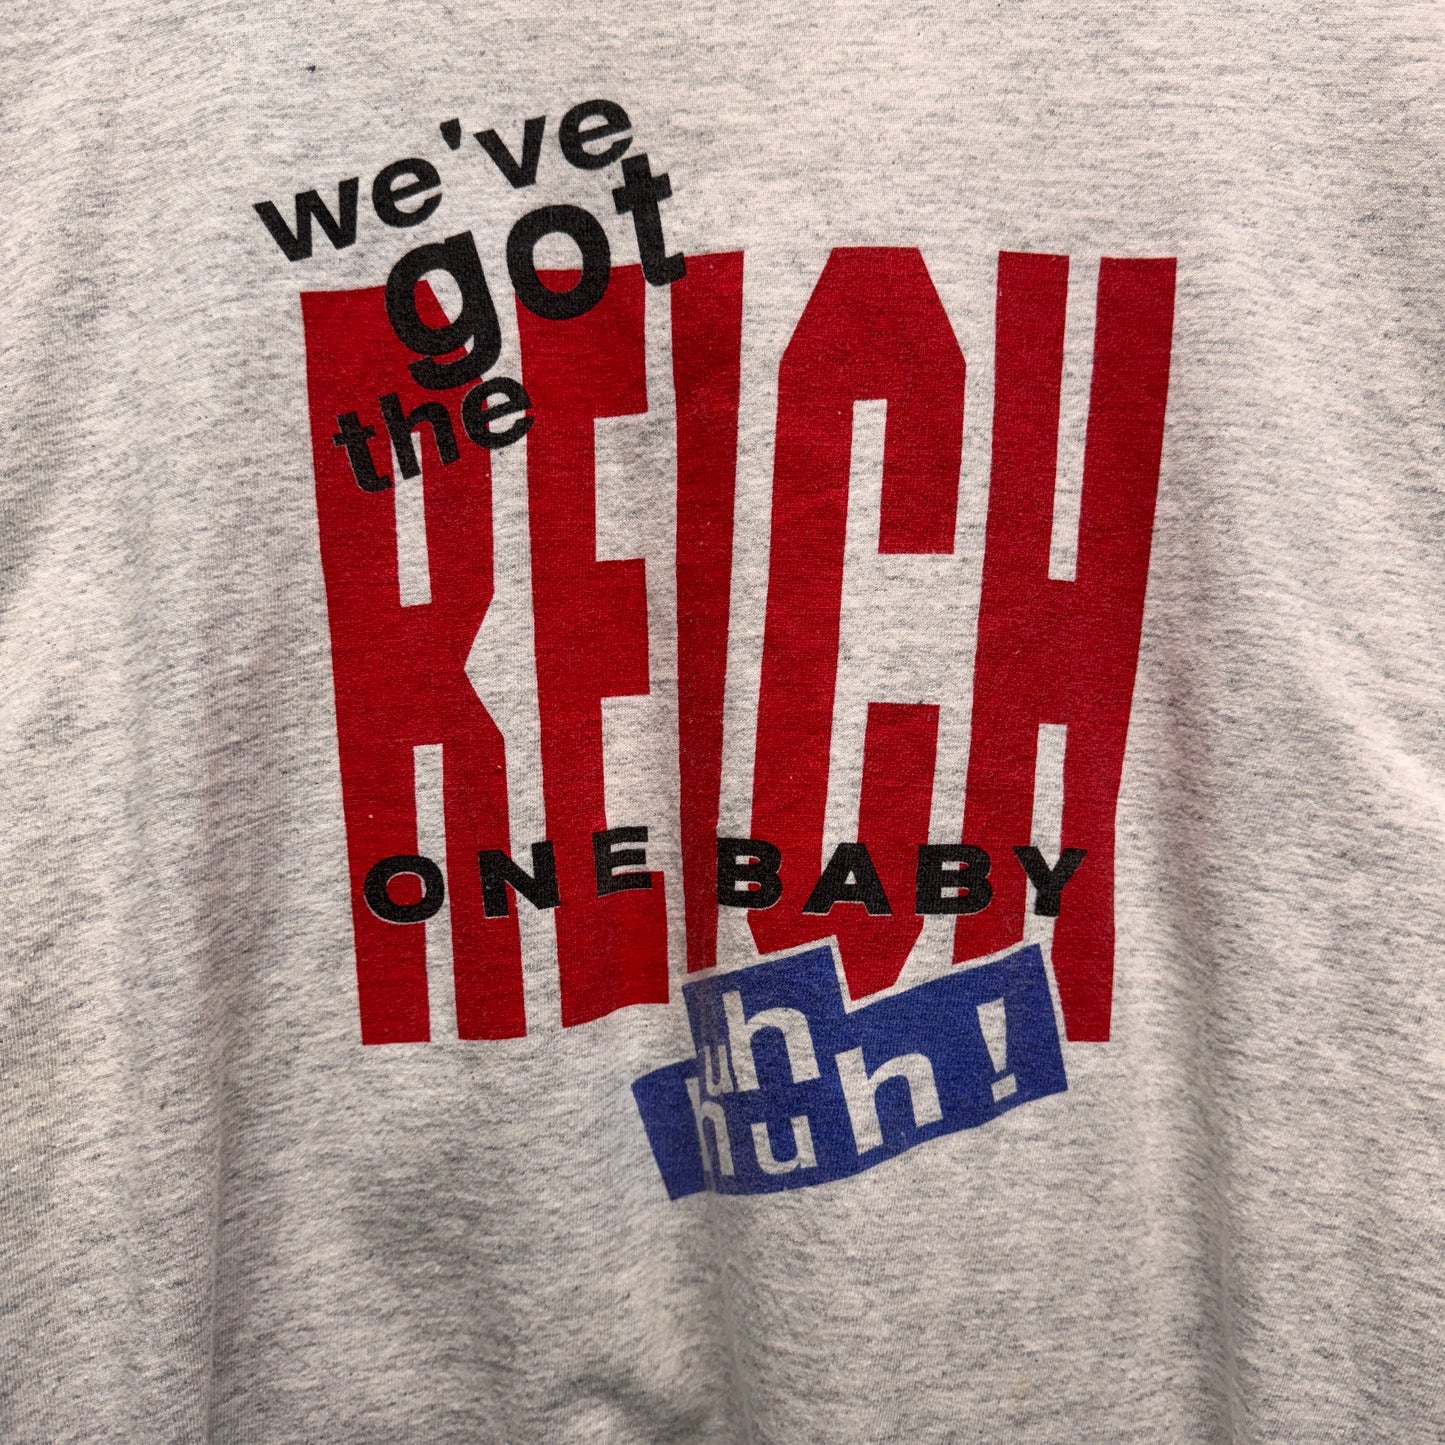 we've
got
the
REICH
ONE BABY
uh
huh!